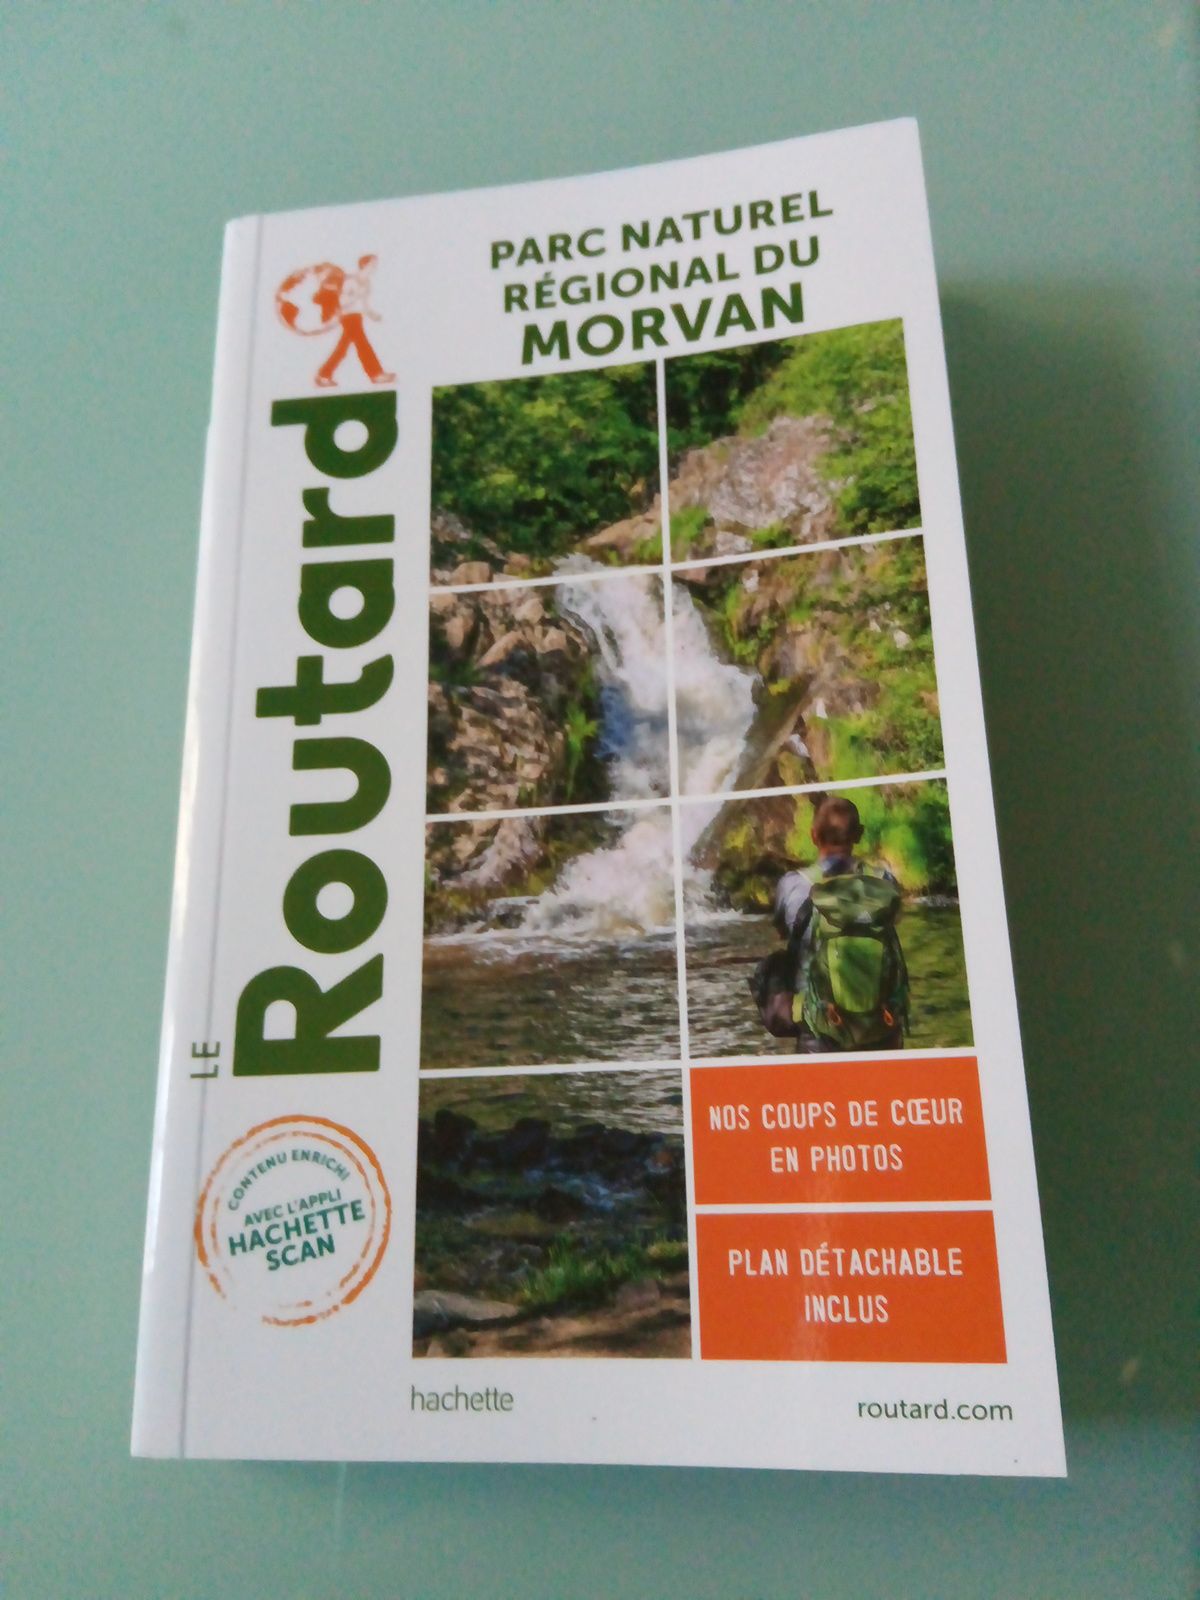 PARC NATUREL
RÉGIONAL DU
MORVAN
LE Routard
CONTENU ENRICHI
AVEC L'APPLI
HACHETTE
SCAN
NOS COUPS DE CŒUR
EN PHOTOS
PLAN DÉTACHABLE
INCLUS
hachette
routard.com